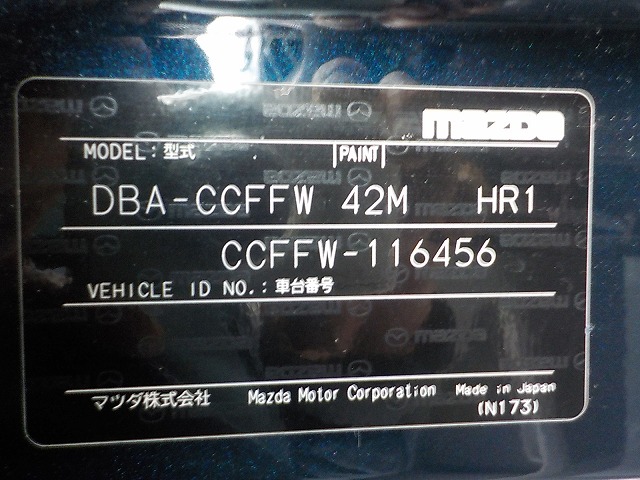 mazda
MODEL : 型式 PAINT
DBA-CCFFW 42M HR1
CCFFW-116456
VEHICLE ID NO. : 車台番号
マツダ株式会社 Mazda Motor Corporation Made in Japan
(N173)